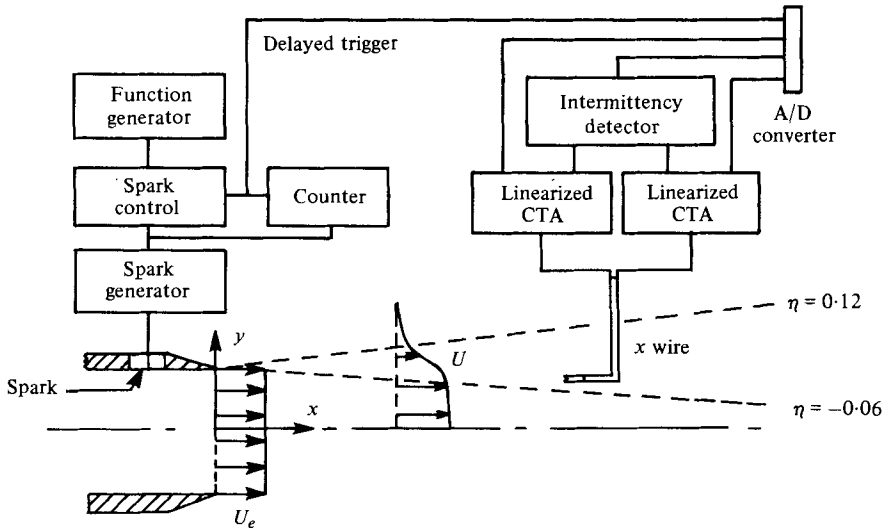 Delayed trigger
Function
generator
Intermittency
detector
A/D
converter
Spark
control
Counter
Linearized
CTA
Linearized
CTA
Spark
generator
η = 0·12
y
U
x wire
Spark
x
η = −0·06
U_e